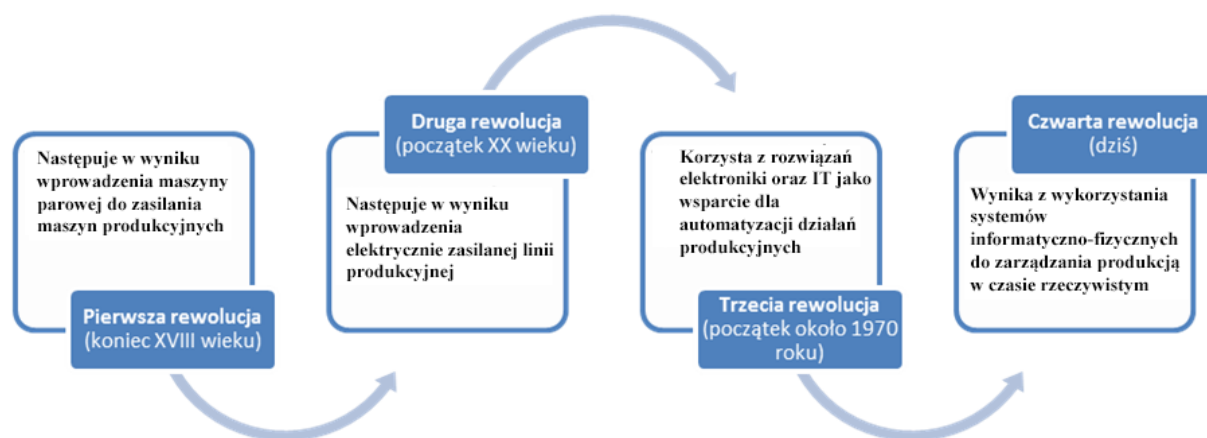 Następuje w wyniku
wprowadzenia maszyny
parowej do zasilania
maszyn produkcyjnych
Pierwsza rewolucja
(koniec XVIII wieku)
Druga rewolucja
(początek XX wieku)
Następuje w wyniku
wprowadzenia
elektrycznie zasilanej linii
produkcyjnej
Korzysta z rozwiązań
elektroniki oraz IT jako
wsparcie dla
automatyzacji działań
produkcyjnych
Trzecia rewolucja
(początek około 1970
roku)
Czwarta rewolucja
(dziś)
Wynika z wykorzystania
systemów
informatyczno-fizycznych
do zarządzania produkcją
w czasie rzeczywistym